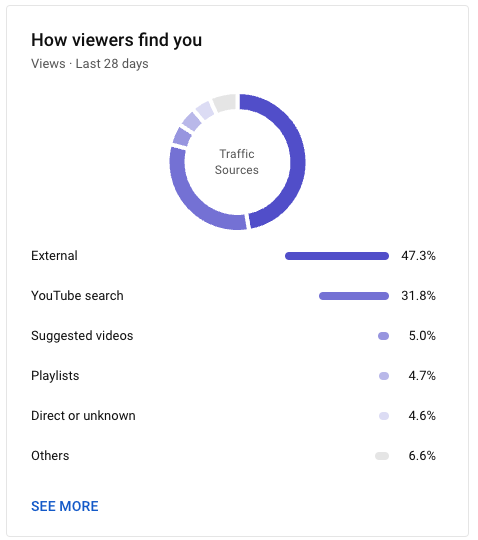 How viewers find you
Views · Last 28 days
Traffic
Sources
External 47.3%
YouTube search 31.8%
Suggested videos 5.0%
Playlists 4.7%
Direct or unknown 4.6%
Others 6.6%
SEE MORE